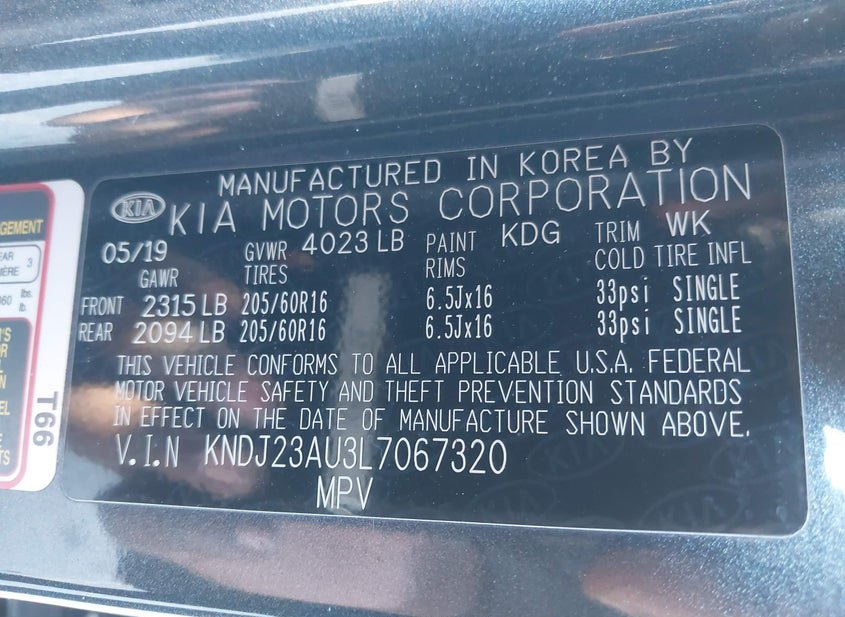 MANUFACTURED IN KOREA BY
KIA KIA MOTORS CORPORATION
05/19 GVWR 4023 LB PAINT KDG TRIM WK
GAWR TIRES RIMS COLD TIRE INFL
FRONT 2315 LB 205/60R16 6.5Jx16 33psi SINGLE
REAR 2094 LB 205/60R16 6.5Jx16 33psi SINGLE
THIS VEHICLE CONFORMS TO ALL APPLICABLE U.S.A. FEDERAL
MOTOR VEHICLE SAFETY AND THEFT PREVENTION STANDARDS
IN EFFECT ON THE DATE OF MANUFACTURE SHOWN ABOVE.
V.I.N KNDJ23AU3L7067320
MPV
3
lbs.
lb.
T66